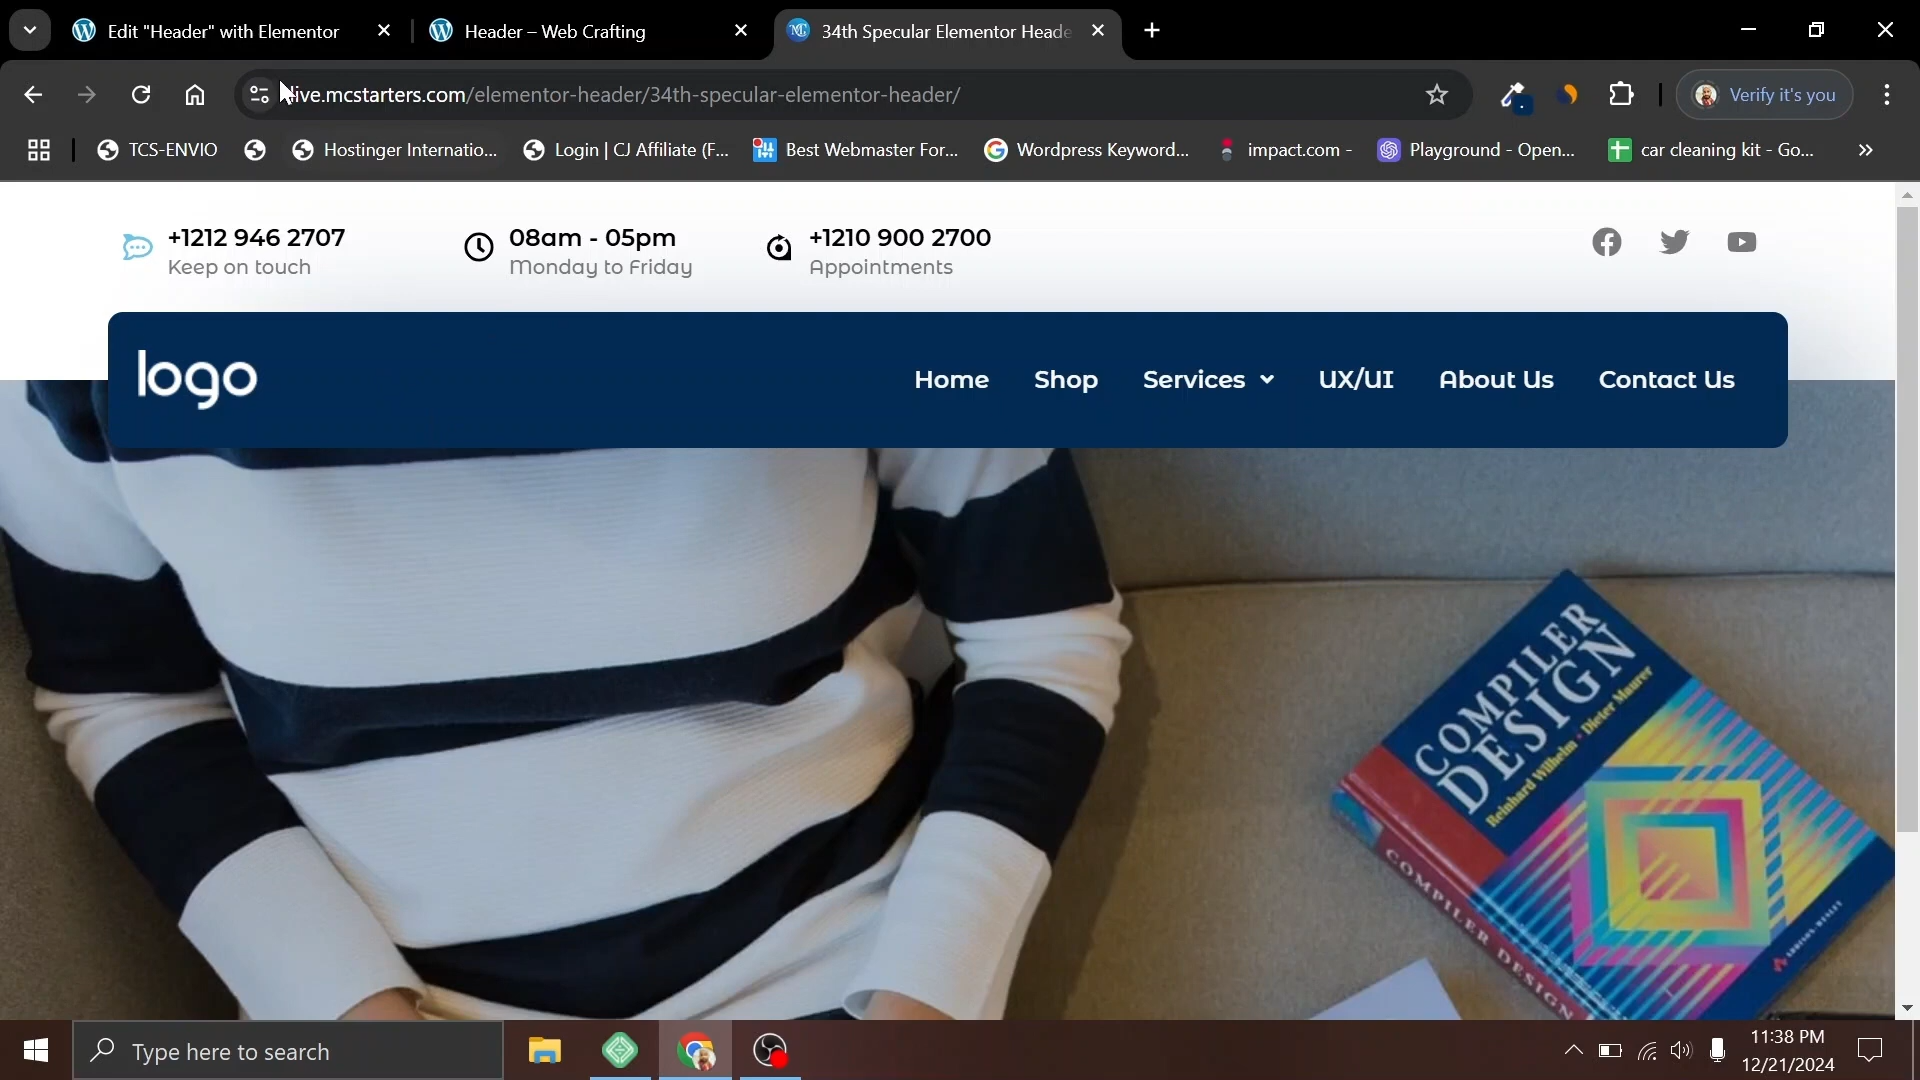 Edit "Header" with Elementor
Header – Web Crafting
34th Specular Elementor Heade
live.mcstarters.com/elementor-header/34th-specular-elementor-header/
Verify it's you
TCS-ENVIO
Hostinger Internatio...
Login | CJ Affiliate (F...
Best Webmaster For...
Wordpress Keyword...
impact.com -
Playground - Open...
car cleaning kit - Go...
+1212 946 2707
Keep on touch
08am - 05pm
Monday to Friday
+1210 900 2700
Appointments
logo
Home
Shop
Services
UX/UI
About Us
Contact Us
COMPILER
DESIGN
Reinhard Wilhelm • Dieter Maurer
COMPILER DESIGN
ADDISON-WESLEY
Type here to search
11:38 PM
12/21/2024